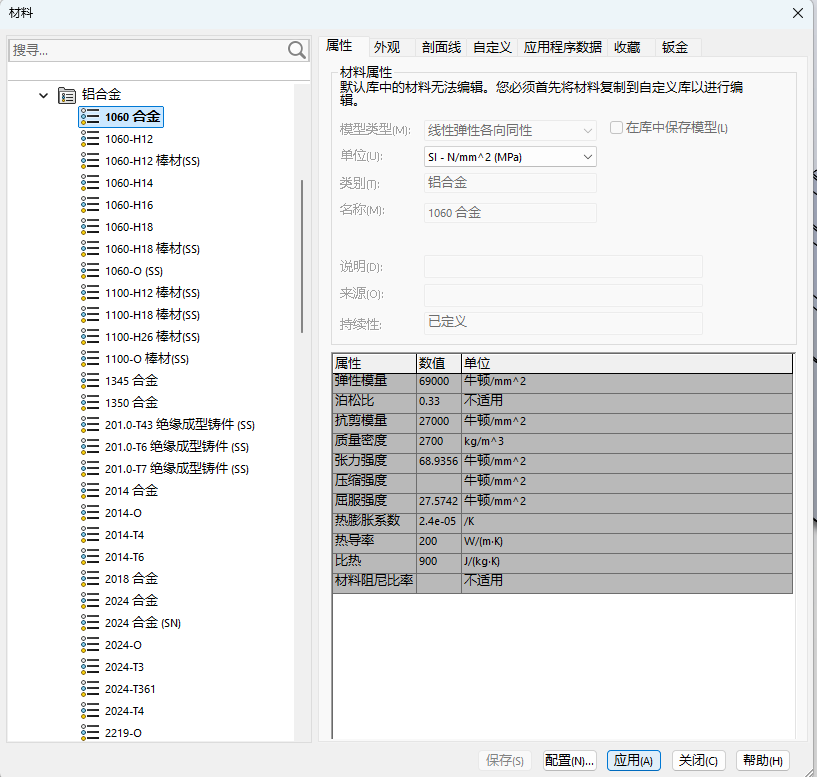 材料
搜寻...
铝合金
1060 合金
1060-H12
1060-H12 棒材(SS)
1060-H14
1060-H16
1060-H18
1060-H18 棒材(SS)
1060-O (SS)
1100-H12 棒材(SS)
1100-H18 棒材(SS)
1100-H26 棒材(SS)
1100-O 棒材(SS)
1345 合金
1350 合金
201.0-T43 绝缘成型铸件 (SS)
201.0-T6 绝缘成型铸件 (SS)
201.0-T7 绝缘成型铸件 (SS)
2014 合金
2014-O
2014-T4
2014-T6
2018 合金
2024 合金
2024 合金 (SN)
2024-O
2024-T3
2024-T361
2024-T4
2219-O
属性 外观 剖面线 自定义 应用程序数据 收藏 钣金
材料属性
默认库中的材料无法编辑。您必须首先将材料复制到自定义库以进行编
辑。
模型类型(M): 线性弹性各向同性 在库中保存模型(L)
单位(U): SI - N/mm^2 (MPa)
类别(T): 铝合金
名称(M): 1060 合金
说明(D):
来源(O):
持续性: 已定义
属性 数值 单位
弹性模量 69000 牛顿/mm^2
泊松比 0.33 不适用
抗剪模量 27000 牛顿/mm^2
质量密度 2700 kg/m^3
张力强度 68.9356 牛顿/mm^2
压缩强度 牛顿/mm^2
屈服强度 27.5742 牛顿/mm^2
热膨胀系数 2.4e-05 /K
热导率 200 W/(m·K)
比热 900 J/(kg·K)
材料阻尼比率 不适用
保存(S) 配置(N)... 应用(A) 关闭(C) 帮助(H)